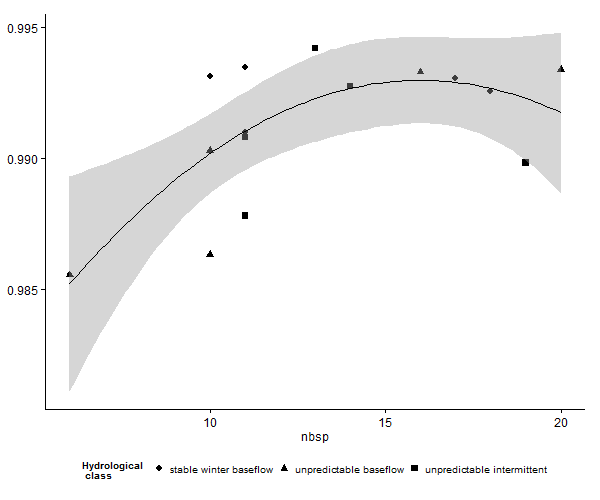 0.995
0.990
0.985
10 15 20
nbsp
Hydrological
class
stable winter baseflow unpredictable baseflow unpredictable intermittent